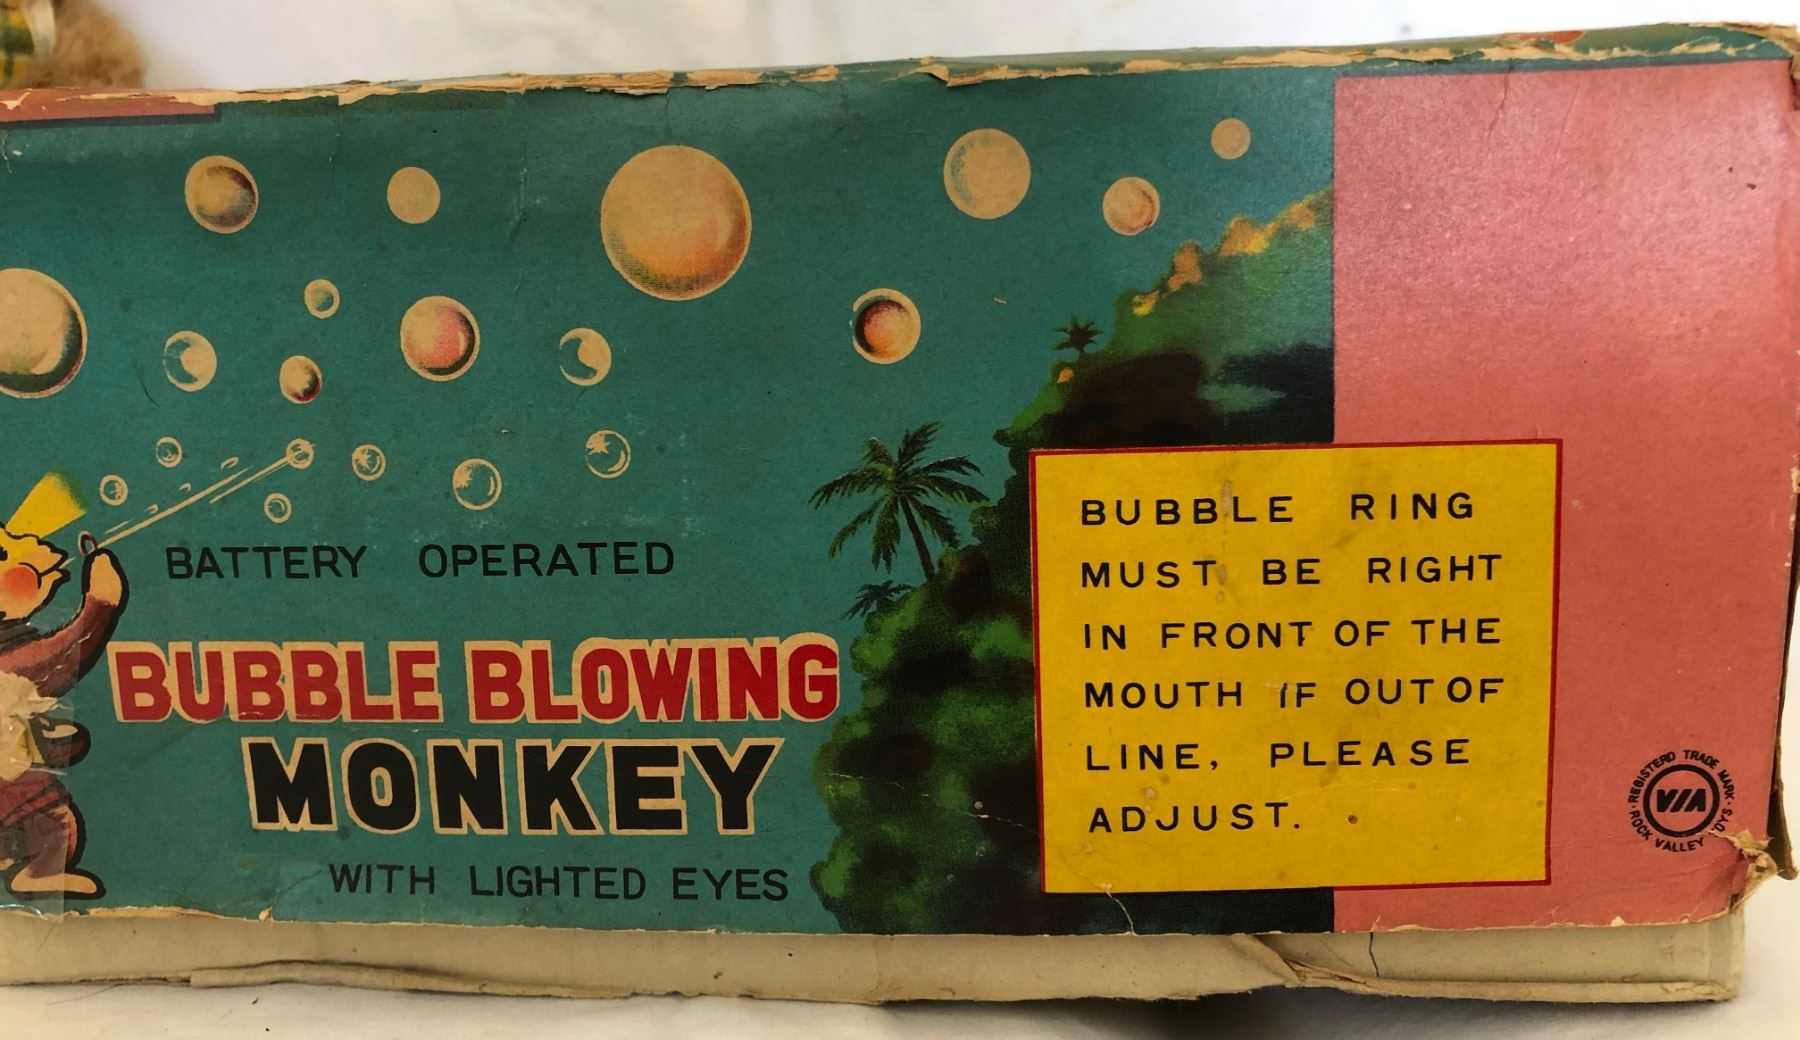 BATTERY OPERATED
BUBBLE BLOWING
MONKEY
WITH LIGHTED EYES
BUBBLE RING
MUST BE RIGHT
IN FRONT OF THE
MOUTH IF OUT OF
LINE, PLEASE
ADJUST.
REGISTERD TRADE MARK
VIA
ROCK VALLEY TOYS